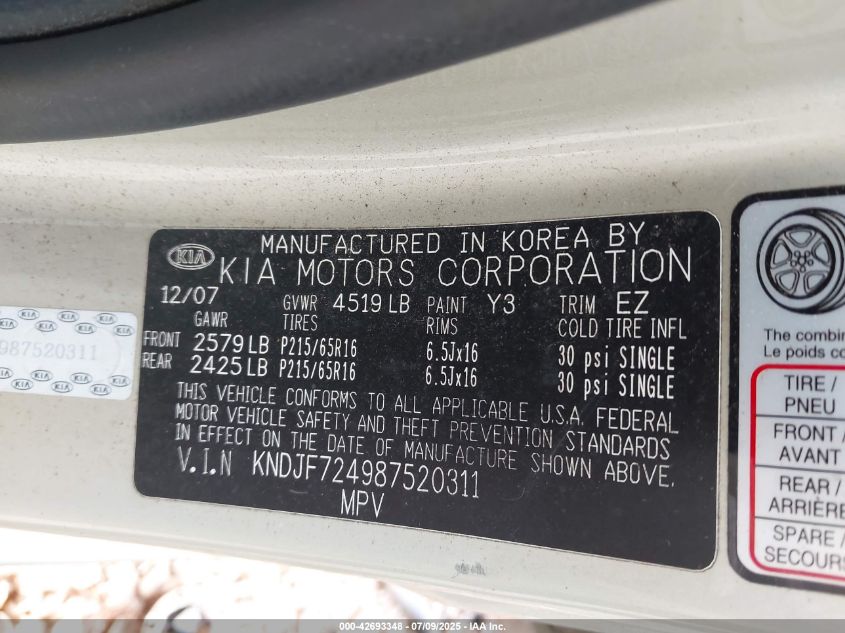 MANUFACTURED IN KOREA BY
KIA KIA MOTORS CORPORATION
12/07 GVWR 4519 LB PAINT Y3 TRIM EZ
GAWR TIRES RIMS COLD TIRE INFL
FRONT 2579 LB P215/65R16 6.5Jx16 30 psi SINGLE
REAR 2425 LB P215/65R16 6.5Jx16 30 psi SINGLE
THIS VEHICLE CONFORMS TO ALL APPLICABLE U.S.A. FEDERAL
MOTOR VEHICLE SAFETY AND THEFT PREVENTION STANDARDS
IN EFFECT ON THE DATE OF MANUFACTURE SHOWN ABOVE.
V.I.N KNDJF724987520311
MPV
987520311
The combin
Le poids co
TIRE /
PNEU
FRONT /
AVANT
REAR /
ARRIÈRE
SPARE /
SECOURS
000-42693348 - 07/09/2025 - IAA Inc.